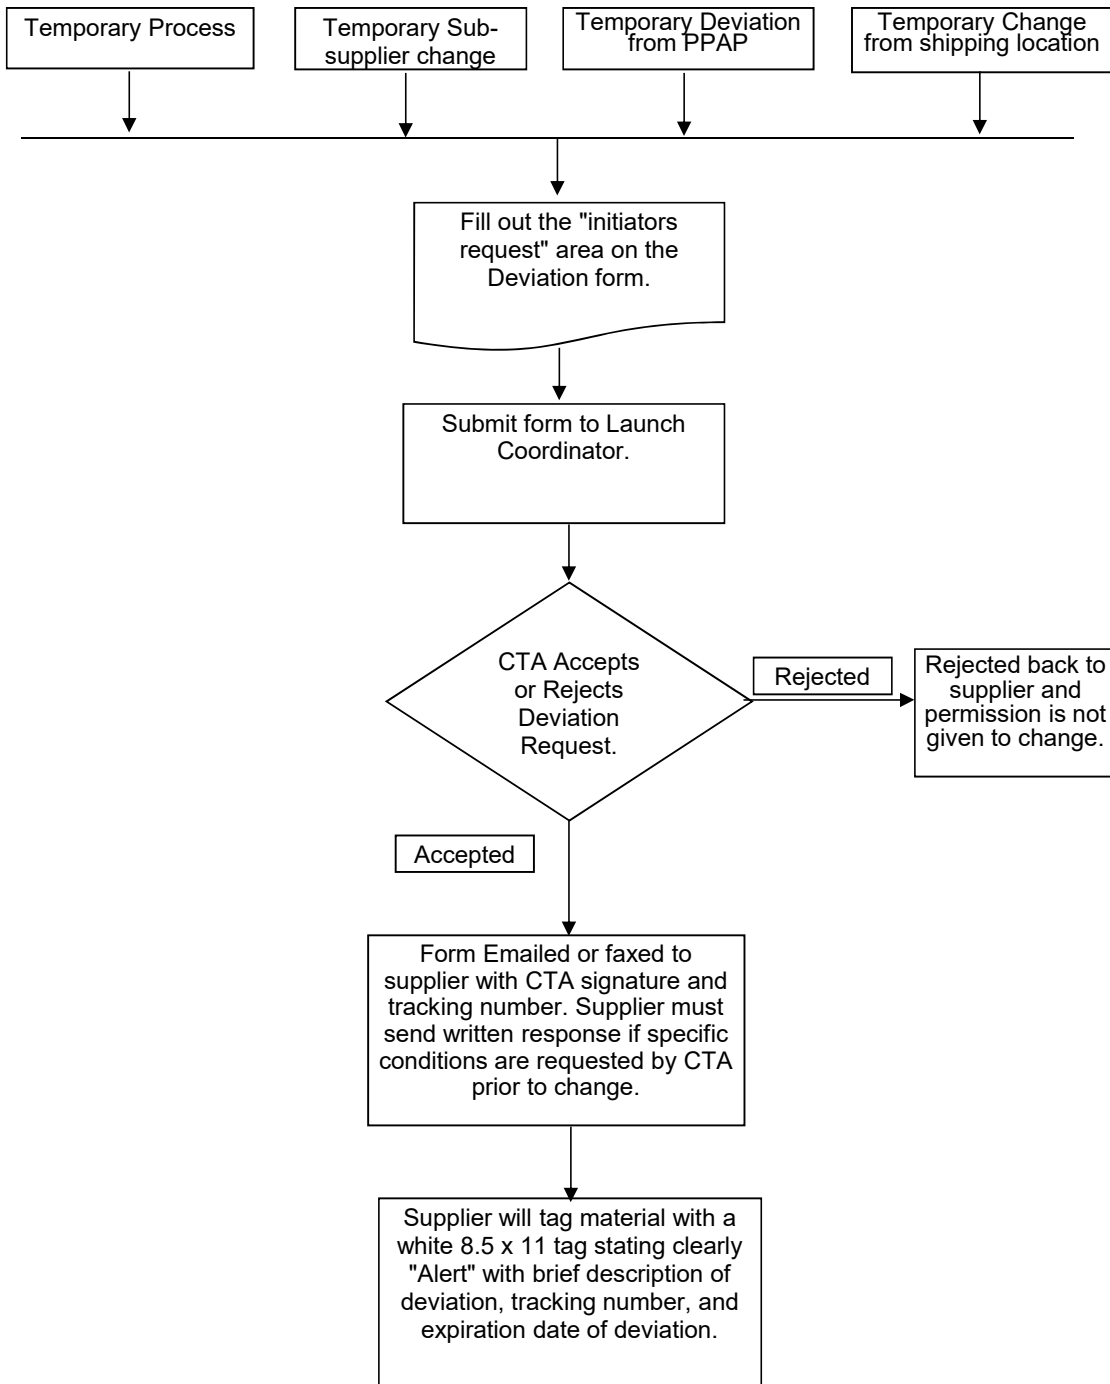 Temporary Process
Temporary Sub-
supplier change
Temporary Deviation
from PPAP
Temporary Change
from shipping location
Fill out the "initiators
request" area on the
Deviation form.
Submit form to Launch
Coordinator.
CTA Accepts
or Rejects
Deviation
Request.
Rejected
Rejected back to
supplier and
permission is not
given to change.
Accepted
Form Emailed or faxed to
supplier with CTA signature and
tracking number. Supplier must
send written response if specific
conditions are requested by CTA
prior to change.
Supplier will tag material with a
white 8.5 x 11 tag stating clearly
"Alert" with brief description of
deviation, tracking number, and
expiration date of deviation.